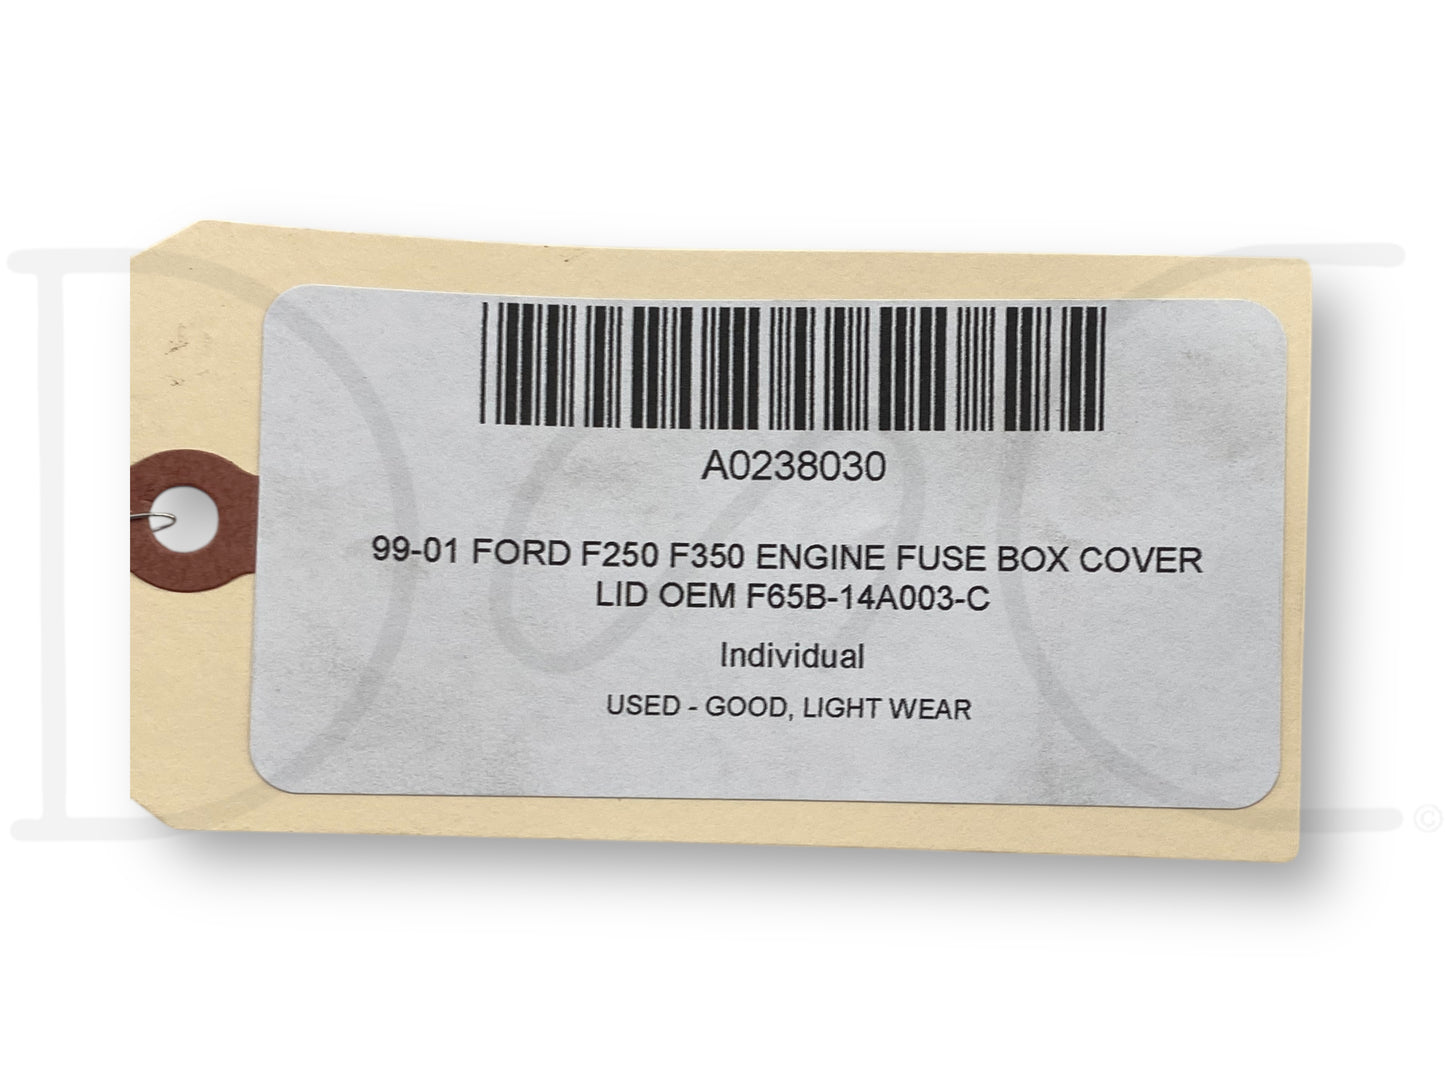 A0238030
99-01 FORD F250 F350 ENGINE FUSE BOX COVER
LID OEM F65B-14A003-C
Individual
USED - GOOD, LIGHT WEAR
©